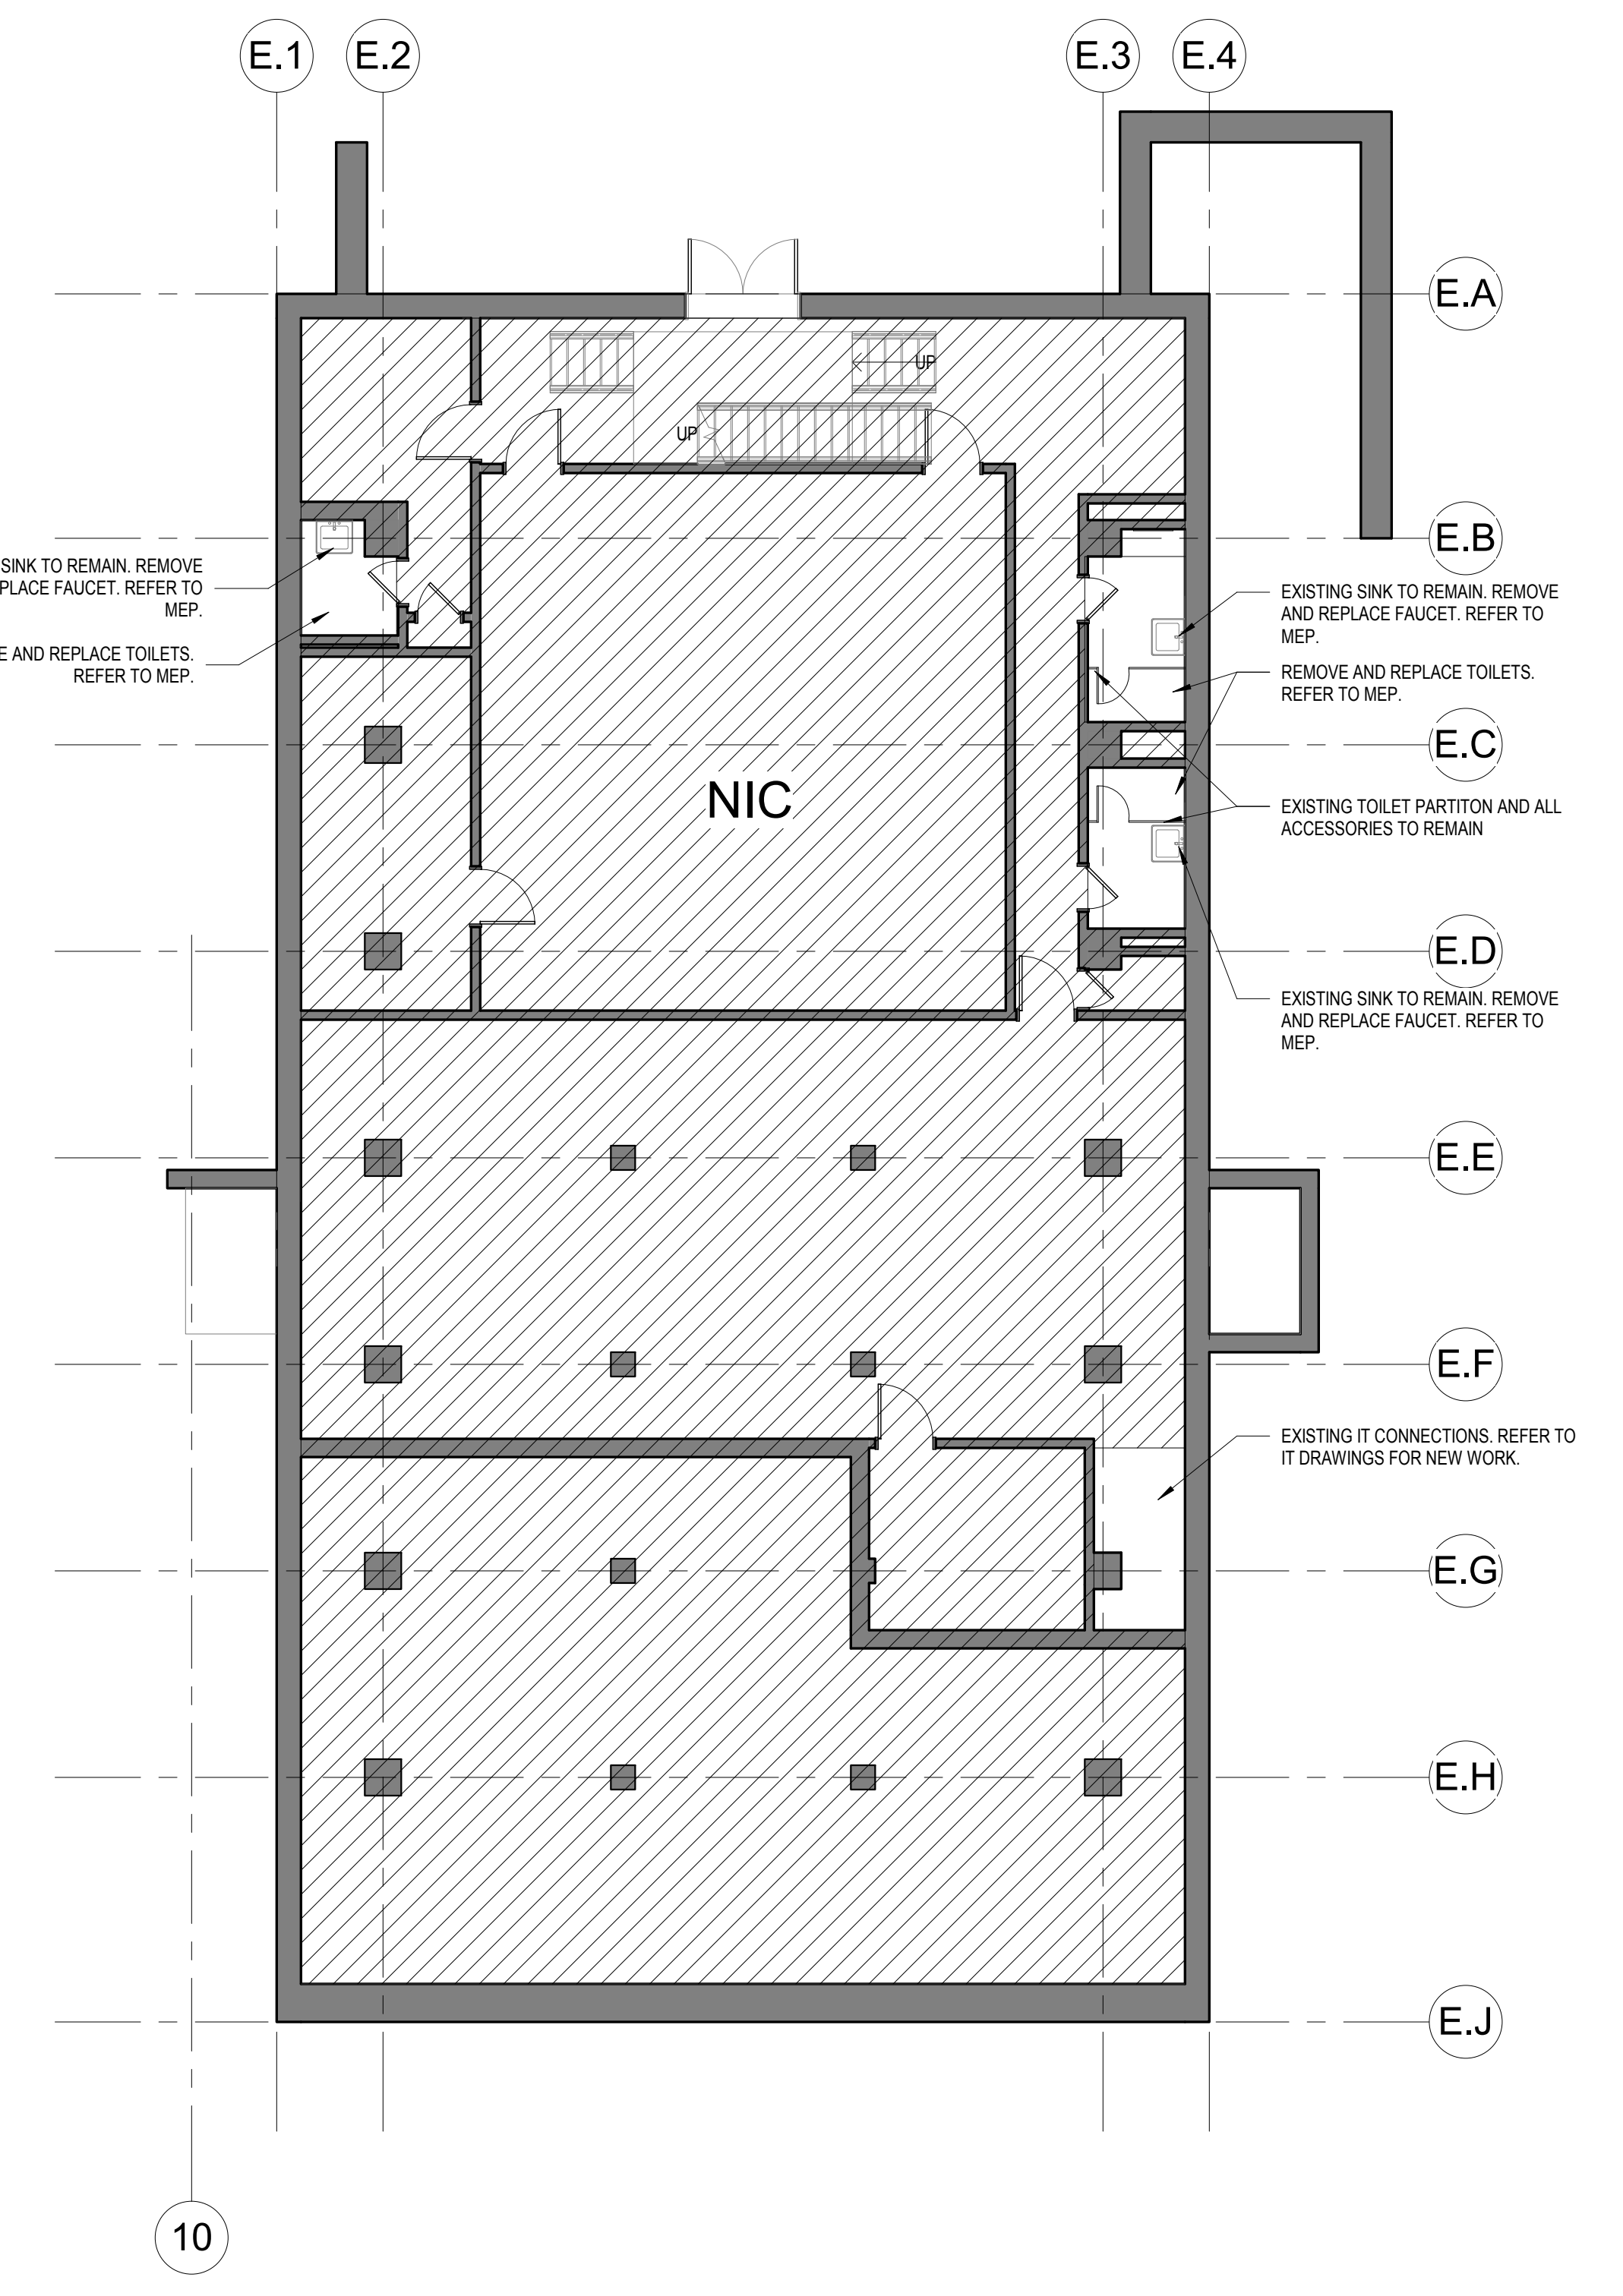 E.1 E.2 E.3 E.4
E.A
UP
UP
E.B
SINK TO REMAIN. REMOVE
FAUCET. REFER TO
MEP.
AND REPLACE TOILETS.
REFER TO MEP.
EXISTING SINK TO REMAIN. REMOVE
AND REPLACE FAUCET. REFER TO
MEP.
REMOVE AND REPLACE TOILETS.
REFER TO MEP.
E.C
NIC
EXISTING TOILET PARTITON AND ALL
ACCESSORIES TO REMAIN
E.D
EXISTING SINK TO REMAIN. REMOVE
AND REPLACE FAUCET. REFER TO
MEP.
E.E
E.F
EXISTING IT CONNECTIONS. REFER TO
IT DRAWINGS FOR NEW WORK.
E.G
E.H
E.J
10